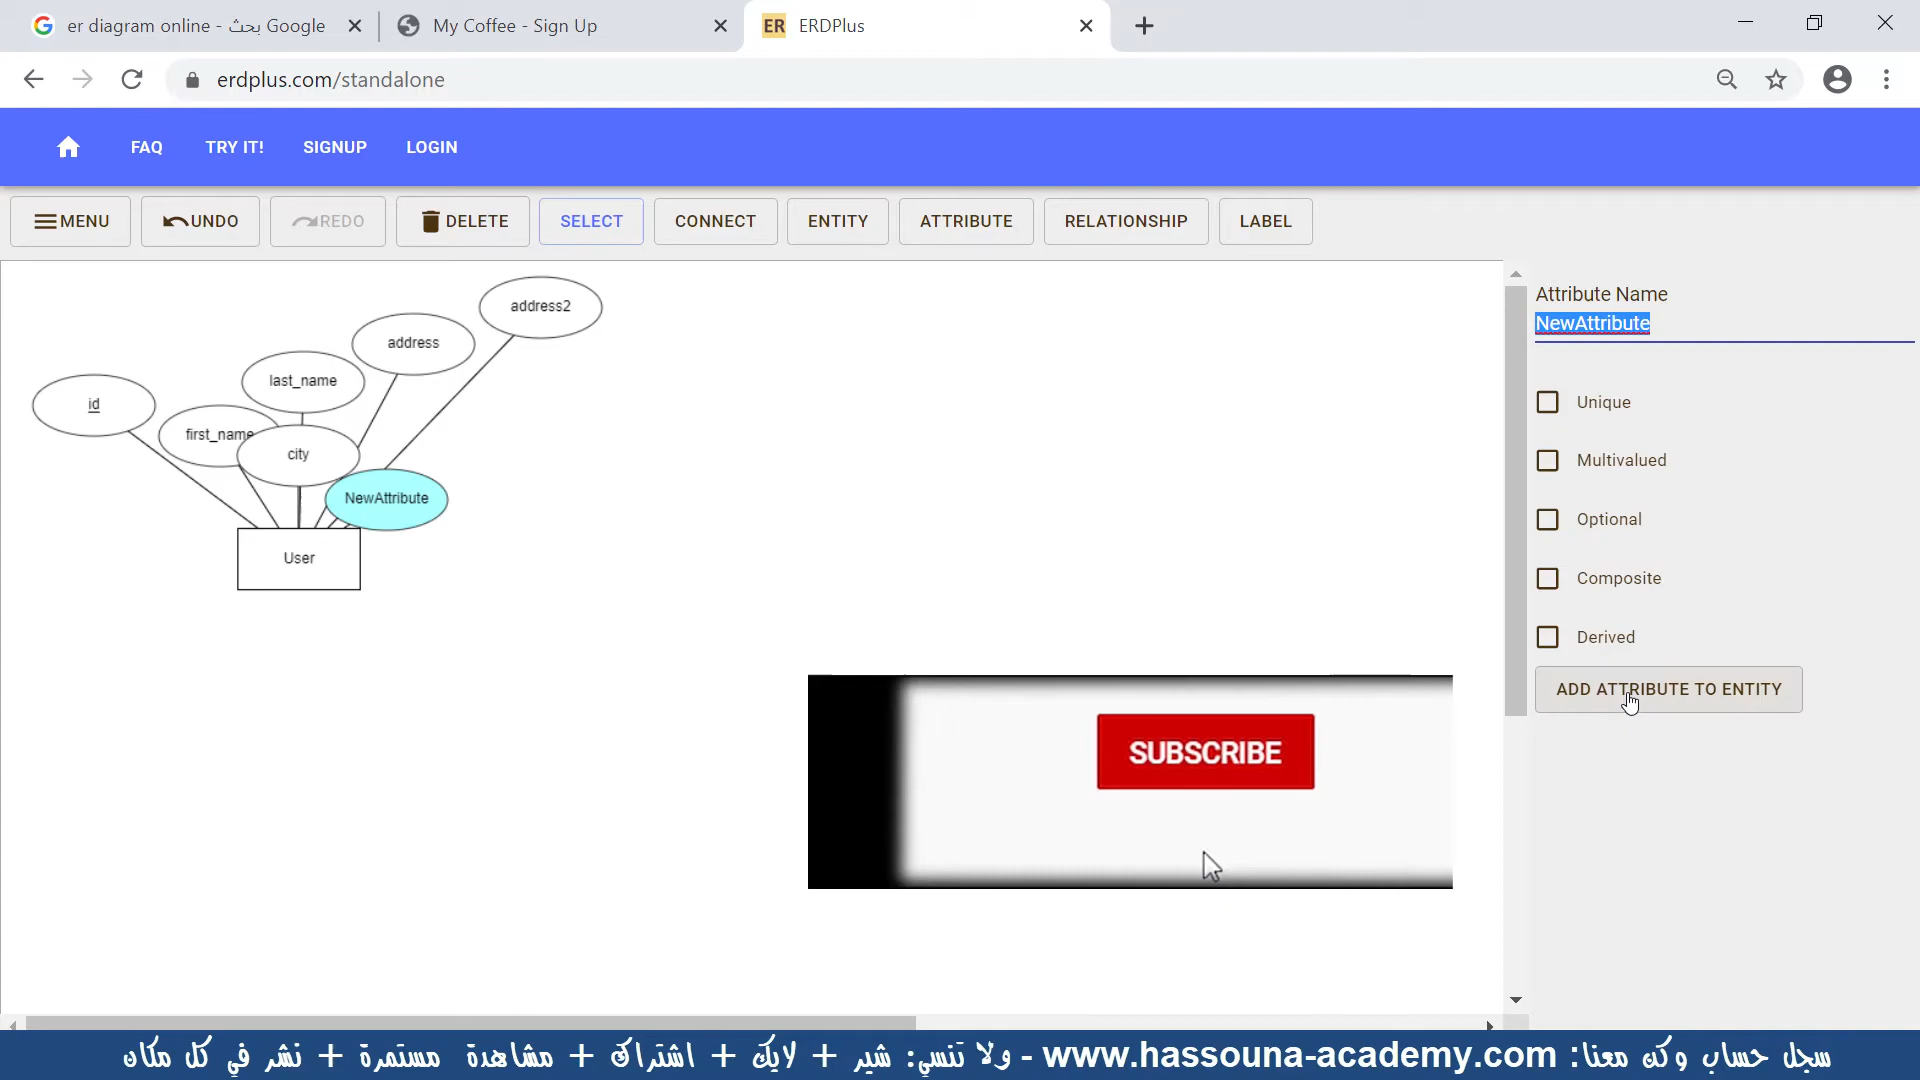 er diagram online - بحث Google
My Coffee - Sign Up
ER ERDPlus
erdplus.com/standalone
FAQ
TRY IT!
SIGNUP
LOGIN
MENU
UNDO
REDO
DELETE
SELECT
CONNECT
ENTITY
ATTRIBUTE
RELATIONSHIP
LABEL
address2
address
last_name
id
first_name
city
NewAttribute
User
Attribute Name
NewAttribute
Unique
Multivalued
Optional
Composite
Derived
ADD ATTRIBUTE TO ENTITY
SUBSCRIBE
سجل حساب وكن معنا: www.hassouna-academy.com - ولا تنسى: شير + لايك + اشتراك + مشاهدة مستمرة + نشر في كل مكان